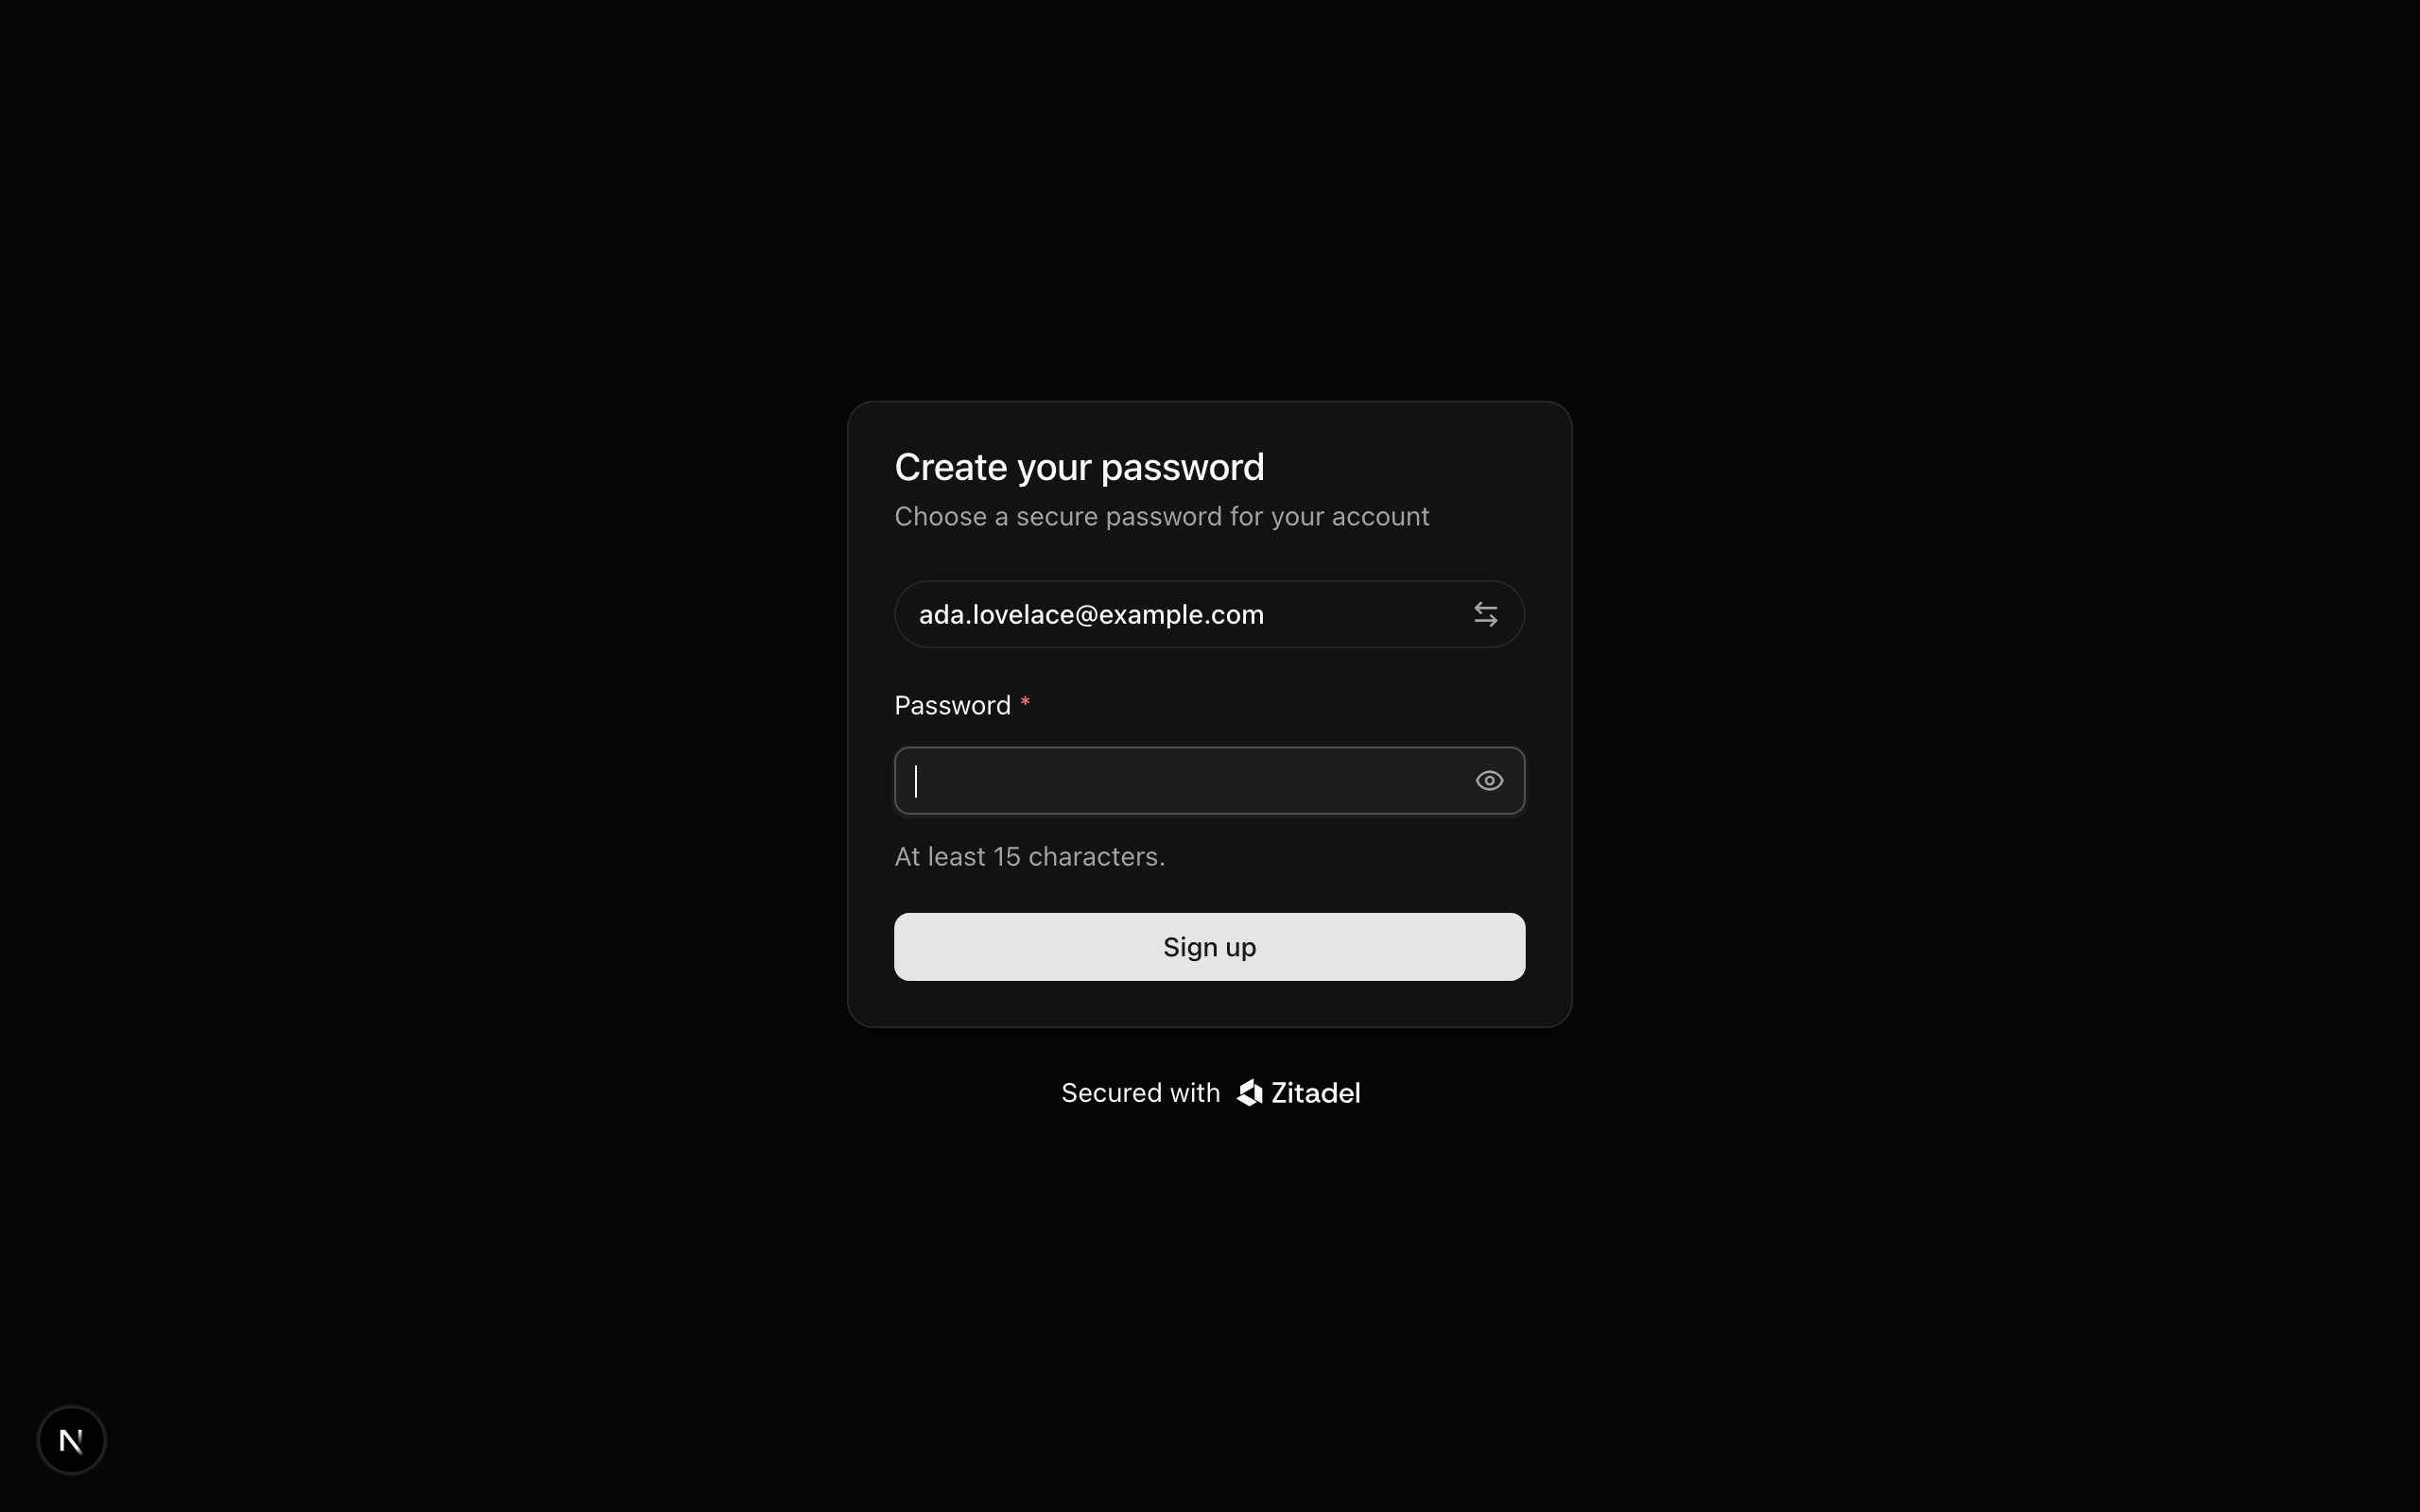 Create your password
Choose a secure password for your account
ada.lovelace@example.com
Password *
At least 15 characters.
Sign up
Secured with Zitadel
N